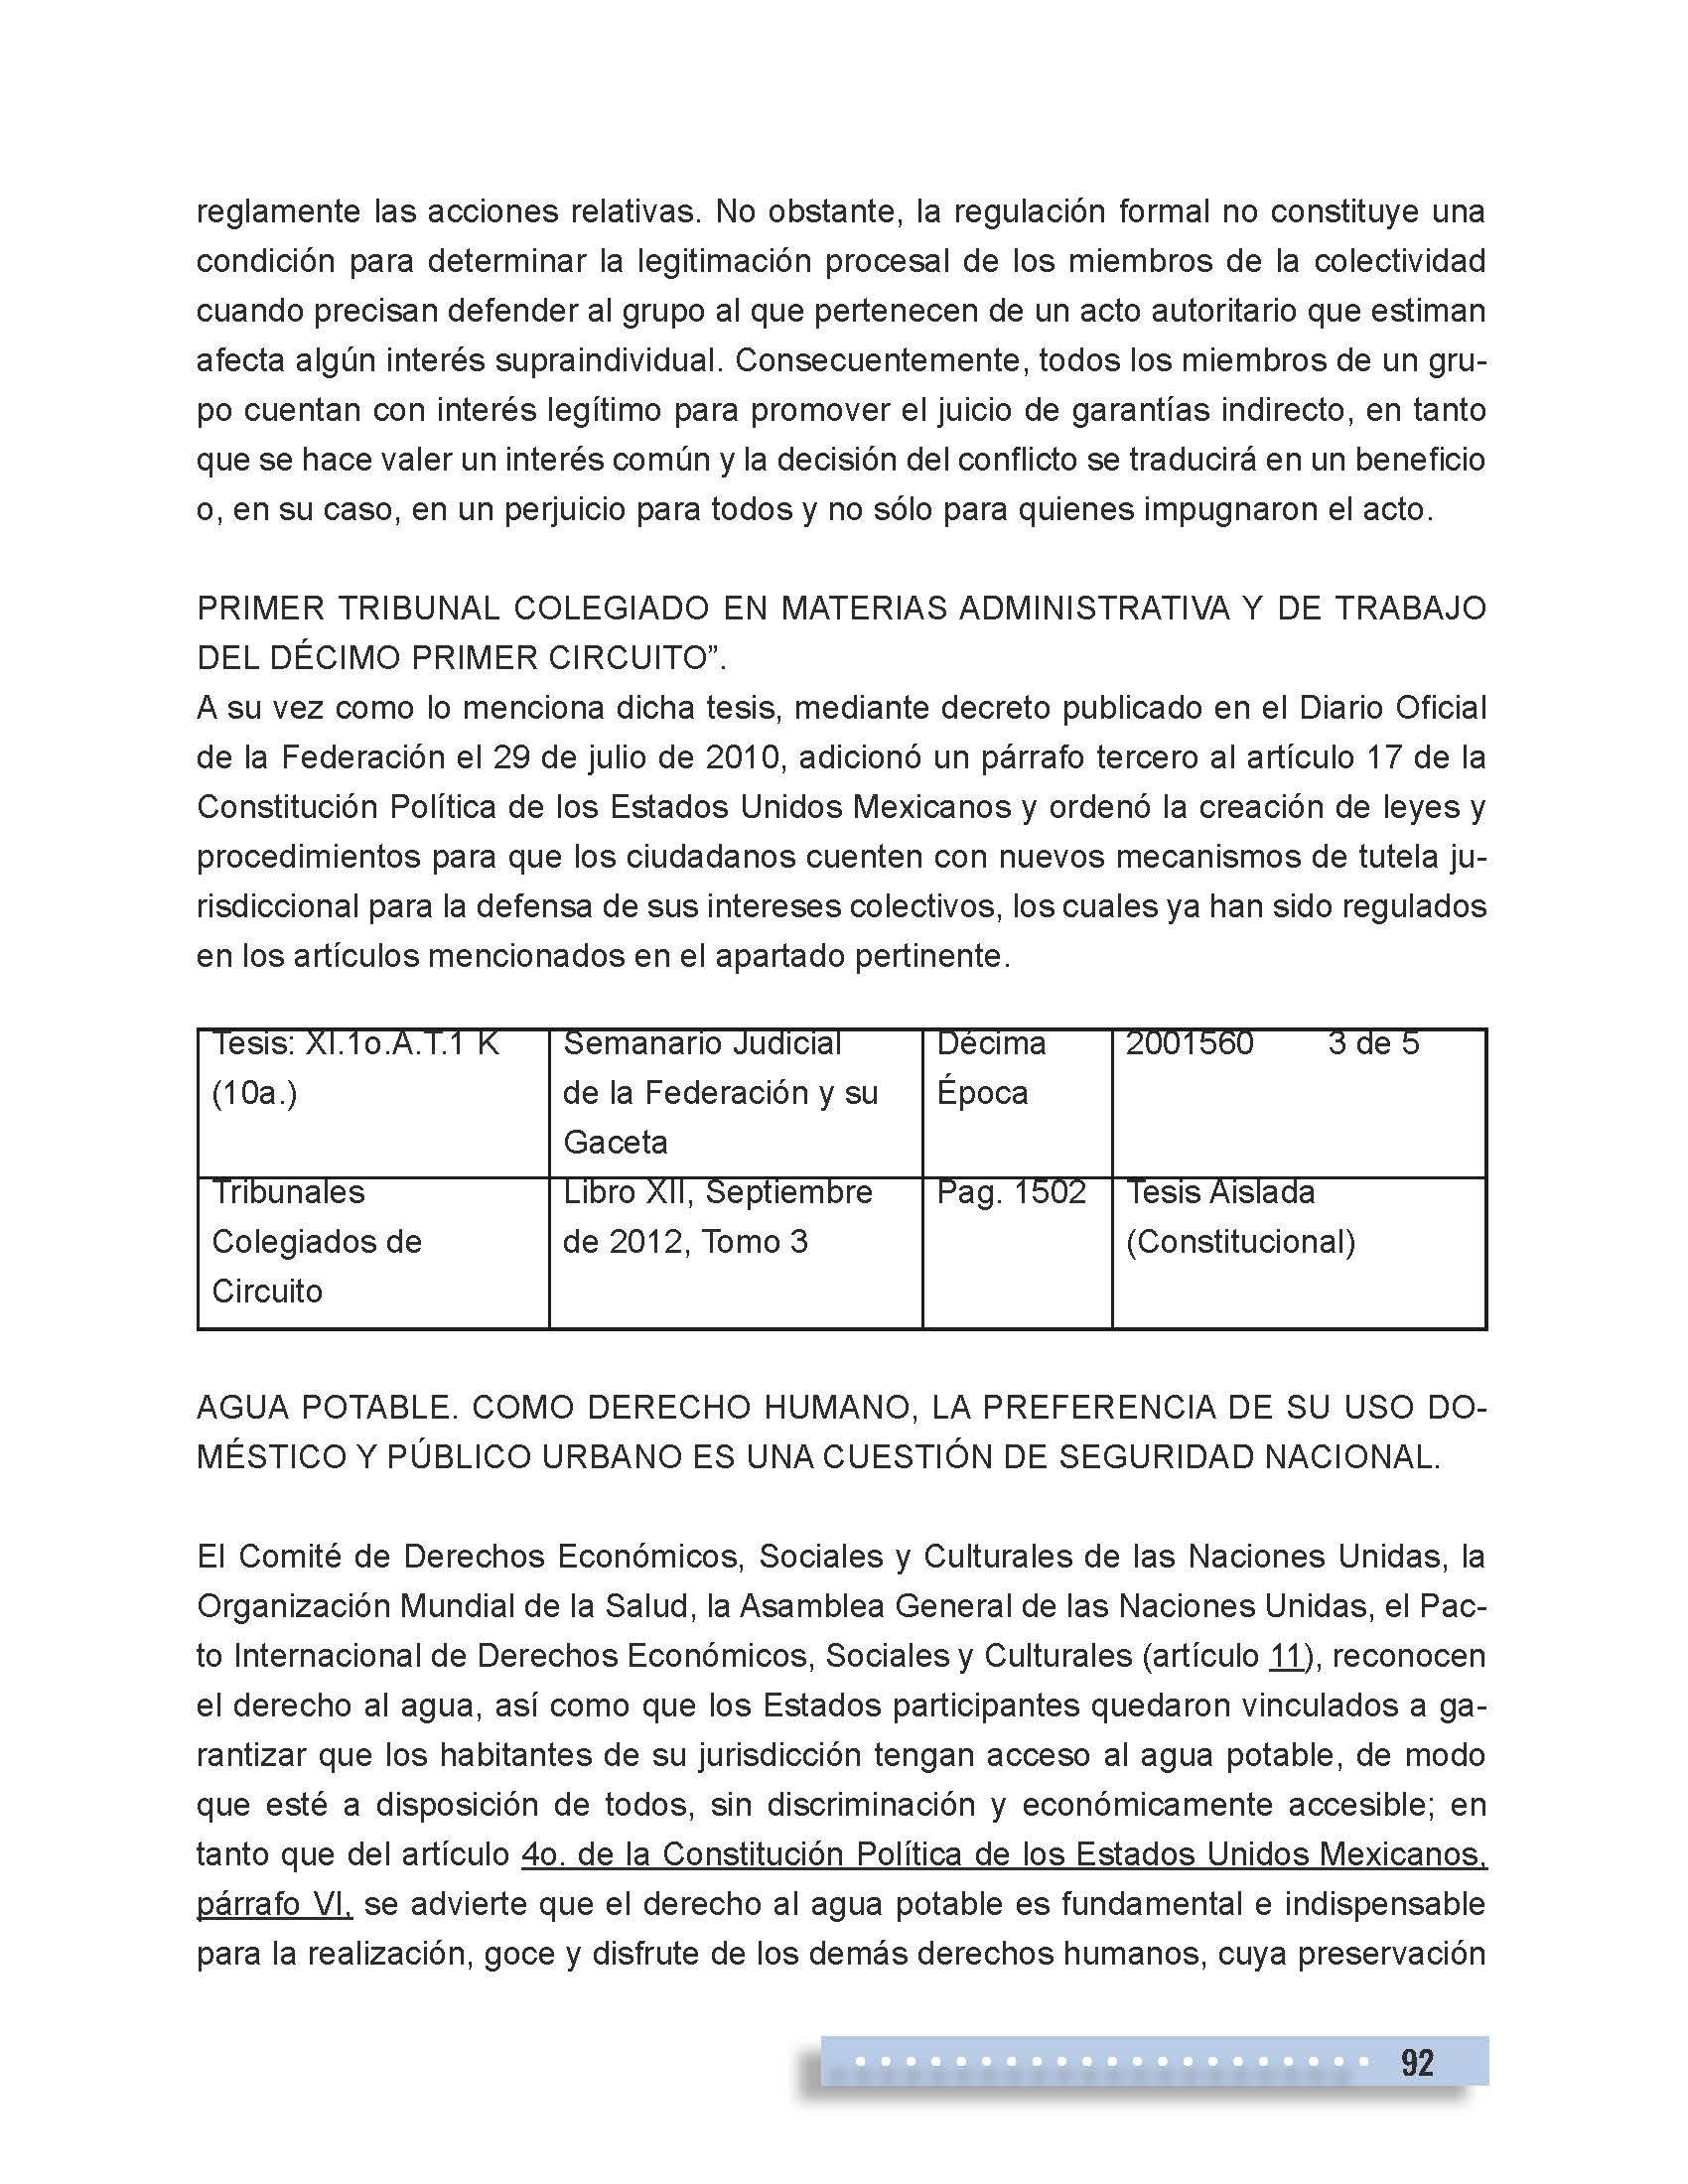 reglamente las acciones relativas. No obstante, la regulación formal no constituye una
condición para determinar la legitimación procesal de los miembros de la colectividad
cuando precisan defender al grupo al que pertenecen de un acto autoritario que estiman
afecta algún interés supraindividual. Consecuentemente, todos los miembros de un gru-
po cuentan con interés legítimo para promover el juicio de garantías indirecto, en tanto
que se hace valer un interés común y la decisión del conflicto se traducirá en un beneficio
o, en su caso, en un perjuicio para todos y no sólo para quienes impugnaron el acto.
PRIMER TRIBUNAL COLEGIADO EN MATERIAS ADMINISTRATIVA Y DE TRABAJO
DEL DÉCIMO PRIMER CIRCUITO”.
A su vez como lo menciona dicha tesis, mediante decreto publicado en el Diario Oficial
de la Federación el 29 de julio de 2010, adicionó un párrafo tercero al artículo 17 de la
Constitución Política de los Estados Unidos Mexicanos y ordenó la creación de leyes y
procedimientos para que los ciudadanos cuenten con nuevos mecanismos de tutela ju-
risdiccional para la defensa de sus intereses colectivos, los cuales ya han sido regulados
en los artículos mencionados en el apartado pertinente.
Tesis: XI.1o.A.T.1 K
(10a.)
Semanario Judicial
de la Federación y su
Gaceta
Décima
Época
2001560 3 de 5
Tribunales
Colegiados de
Circuito
Libro XII, Septiembre
de 2012, Tomo 3
Pag. 1502
Tesis Aislada
(Constitucional)
AGUA POTABLE. COMO DERECHO HUMANO, LA PREFERENCIA DE SU USO DO-
MÉSTICO Y PÚBLICO URBANO ES UNA CUESTIÓN DE SEGURIDAD NACIONAL.
El Comité de Derechos Económicos, Sociales y Culturales de las Naciones Unidas, la
Organización Mundial de la Salud, la Asamblea General de las Naciones Unidas, el Pac-
to Internacional de Derechos Económicos, Sociales y Culturales (artículo 11), reconocen
el derecho al agua, así como que los Estados participantes quedaron vinculados a ga-
rantizar que los habitantes de su jurisdicción tengan acceso al agua potable, de modo
que esté a disposición de todos, sin discriminación y económicamente accesible; en
tanto que del artículo 4o. de la Constitución Política de los Estados Unidos Mexicanos,
párrafo VI, se advierte que el derecho al agua potable es fundamental e indispensable
para la realización, goce y disfrute de los demás derechos humanos, cuya preservación
92